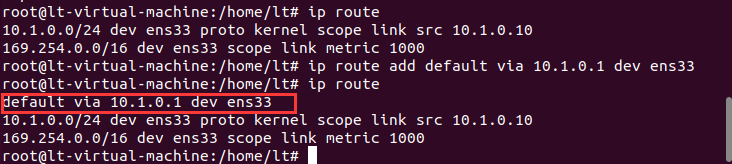 root@lt-virtual-machine:/home/lt# ip route
10.1.0.0/24 dev ens33 proto kernel scope link src 10.1.0.10
169.254.0.0/16 dev ens33 scope link metric 1000
root@lt-virtual-machine:/home/lt# ip route add default via 10.1.0.1 dev ens33
root@lt-virtual-machine:/home/lt# ip route
default via 10.1.0.1 dev ens33
10.1.0.0/24 dev ens33 proto kernel scope link src 10.1.0.10
169.254.0.0/16 dev ens33 scope link metric 1000
root@lt-virtual-machine:/home/lt#